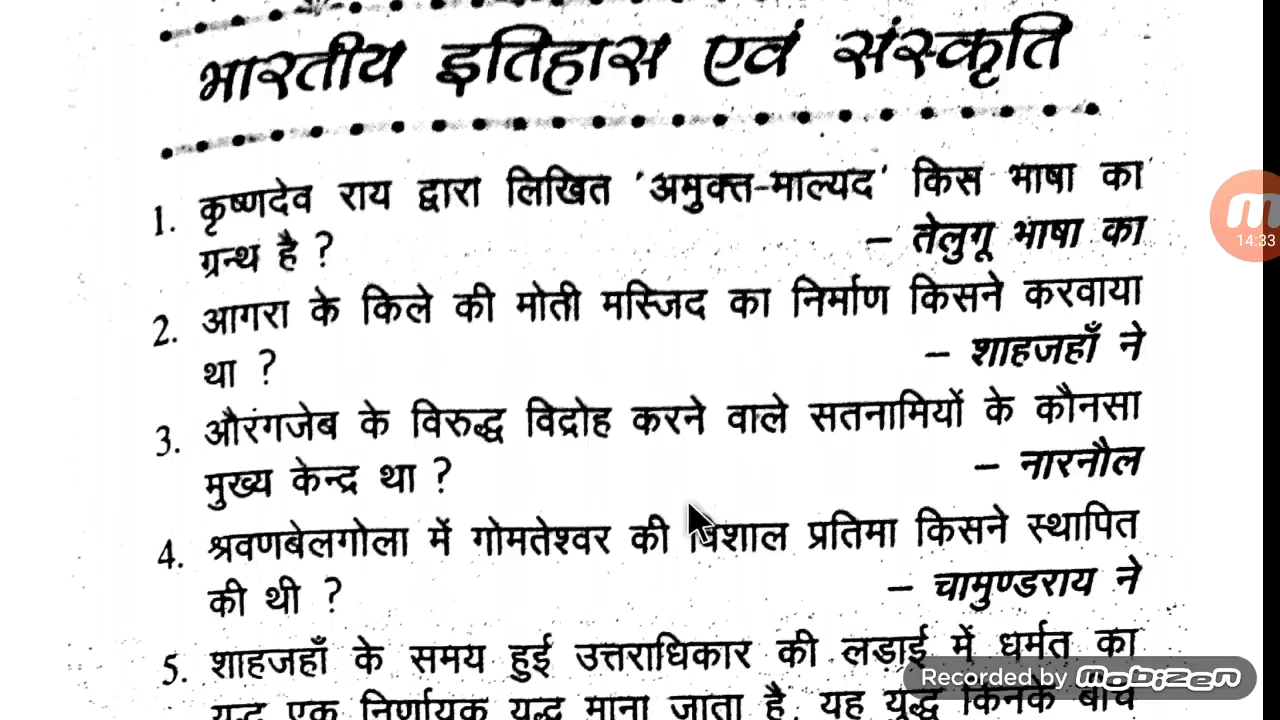 भारतीय इतिहास एवं संस्कृति
1. कृष्णदेव राय द्वारा लिखित 'अमुक्त-माल्यद' किस भाषा का
ग्रन्थ है ? – तेलुगू भाषा का
2. आगरा के किले की मोती मस्जिद का निर्माण किसने करवाया
था ? – शाहजहाँ ने
3. औरंगजेब के विरुद्ध विद्रोह करने वाले सतनामियों के कौनसा
मुख्य केन्द्र था ? – नारनौल
4. श्रवणबेलगोला में गोमतेश्वर की विशाल प्रतिमा किसने स्थापित
की थी ? – चामुण्डराय ने
5. शाहजहाँ के समय हुई उत्तराधिकार की लड़ाई में धर्मत का
युद्ध एक निर्णायक युद्ध माना जाता है, यह युद्ध किनके बीच
14:33
Recorded by mobizen